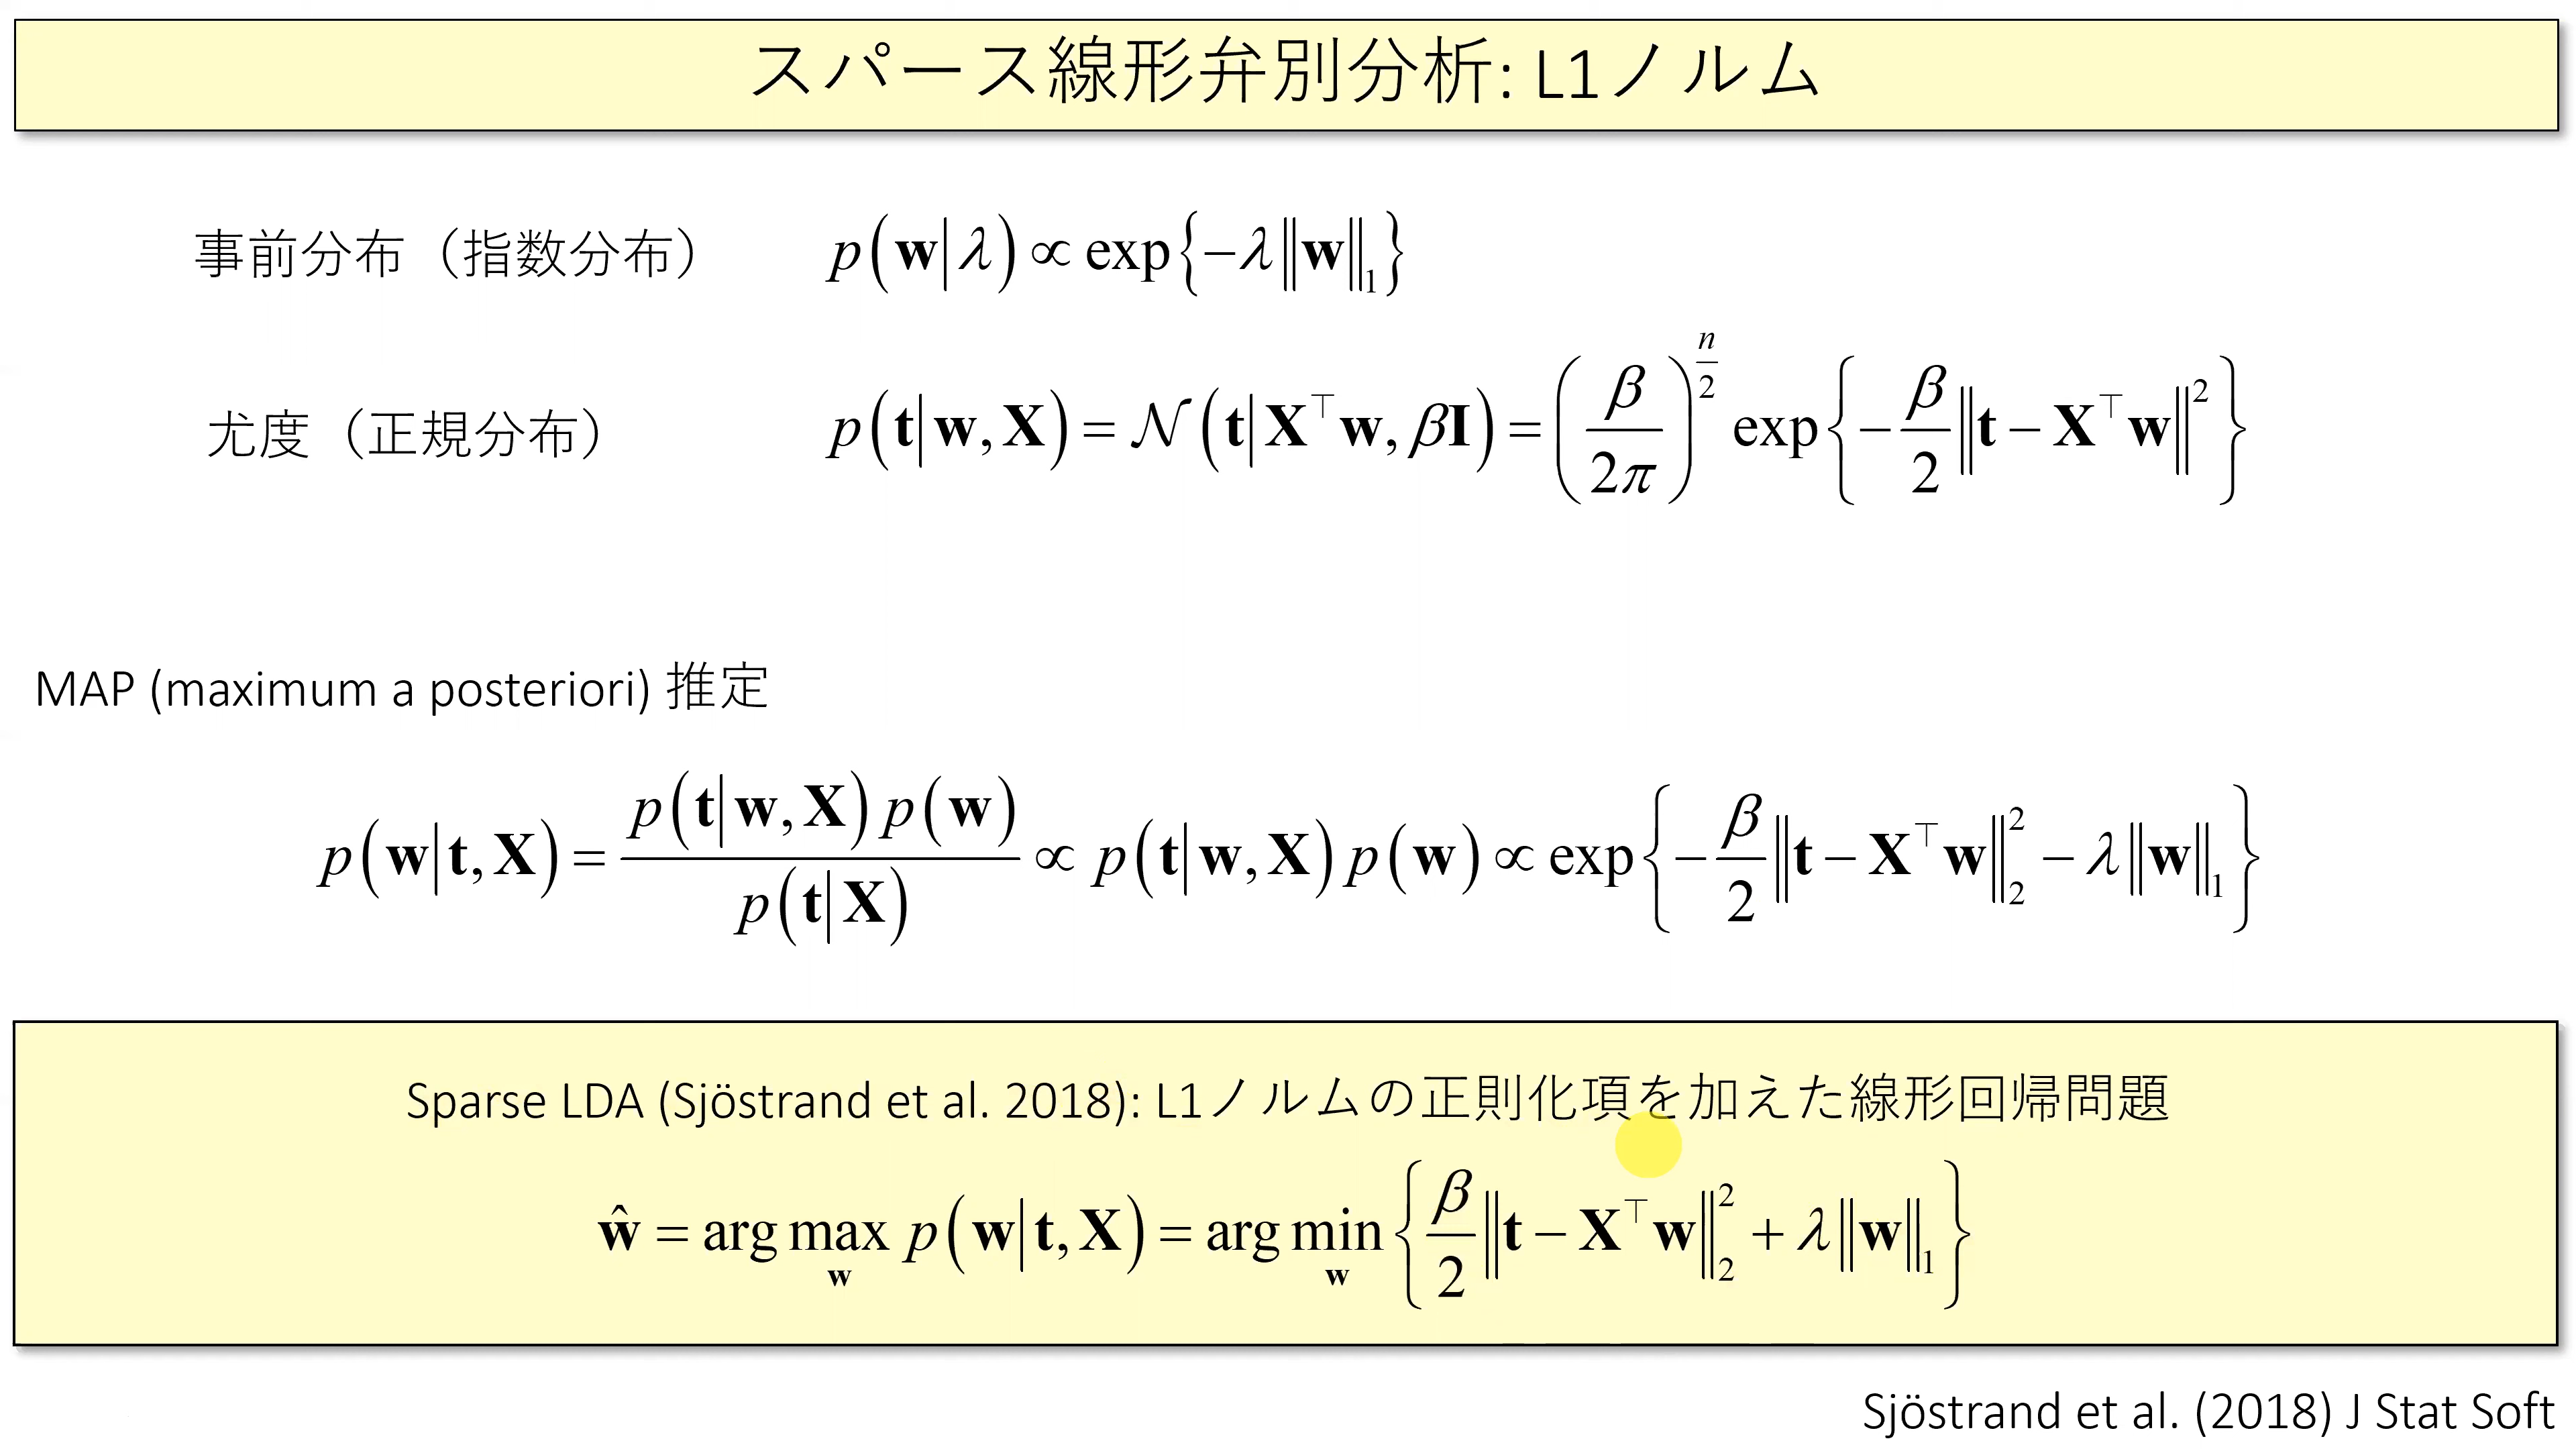 スパース線形弁別分析: L1ノルム
事前分布（指数分布） p(w|λ) ∝ exp{−λ‖w‖₁}
尤度（正規分布） p(t|w, X) = 𝒩(t|X⊤w, βI) = (β/2π)^(n/2) exp{−β/2 ‖t − X⊤w‖²}
MAP (maximum a posteriori) 推定
p(w|t, X) = p(t|w, X) p(w) / p(t|X) ∝ p(t|w, X) p(w) ∝ exp{−β/2 ‖t − X⊤w‖₂² − λ‖w‖₁}
Sparse LDA (Sjöstrand et al. 2018): L1ノルムの正則化項を加えた線形回帰問題
ŵ = arg max_w p(w|t, X) = arg min_w {β/2 ‖t − X⊤w‖₂² + λ‖w‖₁}
Sjöstrand et al. (2018) J Stat Soft